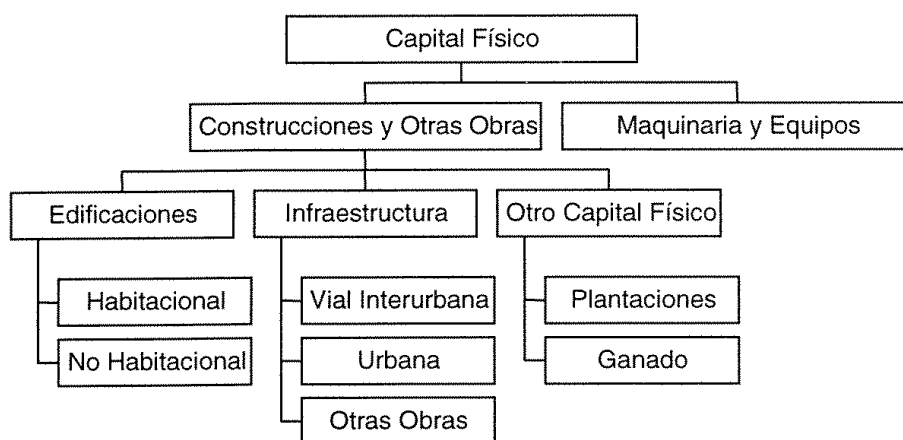 Capital Físico
Construcciones y Otras Obras
Maquinaria y Equipos
Edificaciones
Infraestructura
Otro Capital Físico
Habitacional
Vial Interurbana
Plantaciones
No Habitacional
Urbana
Ganado
Otras Obras